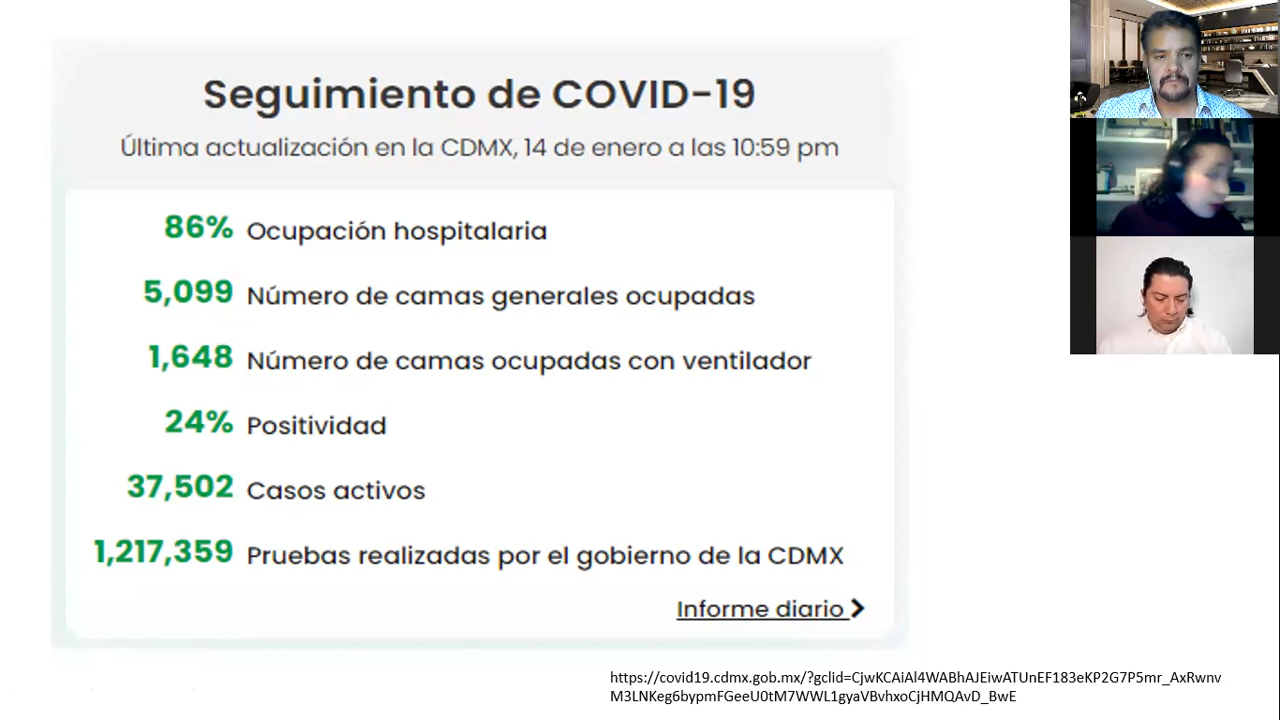 Seguimiento de COVID-19
Última actualización en la CDMX, 14 de enero a las 10:59 pm
86% Ocupación hospitalaria
5,099 Número de camas generales ocupadas
1,648 Número de camas ocupadas con ventilador
24% Positividad
37,502 Casos activos
1,217,359 Pruebas realizadas por el gobierno de la CDMX
Informe diario
https://covid19.cdmx.gob.mx/?gclid=CjwKCAiAl4WABhAJEiwATUnEF183eKP2G7P5mr_AxRwnv
M3LNKeg6bypmFGeeU0tM7WWL1gyaVBvhxoCjHMQAvD_BwE